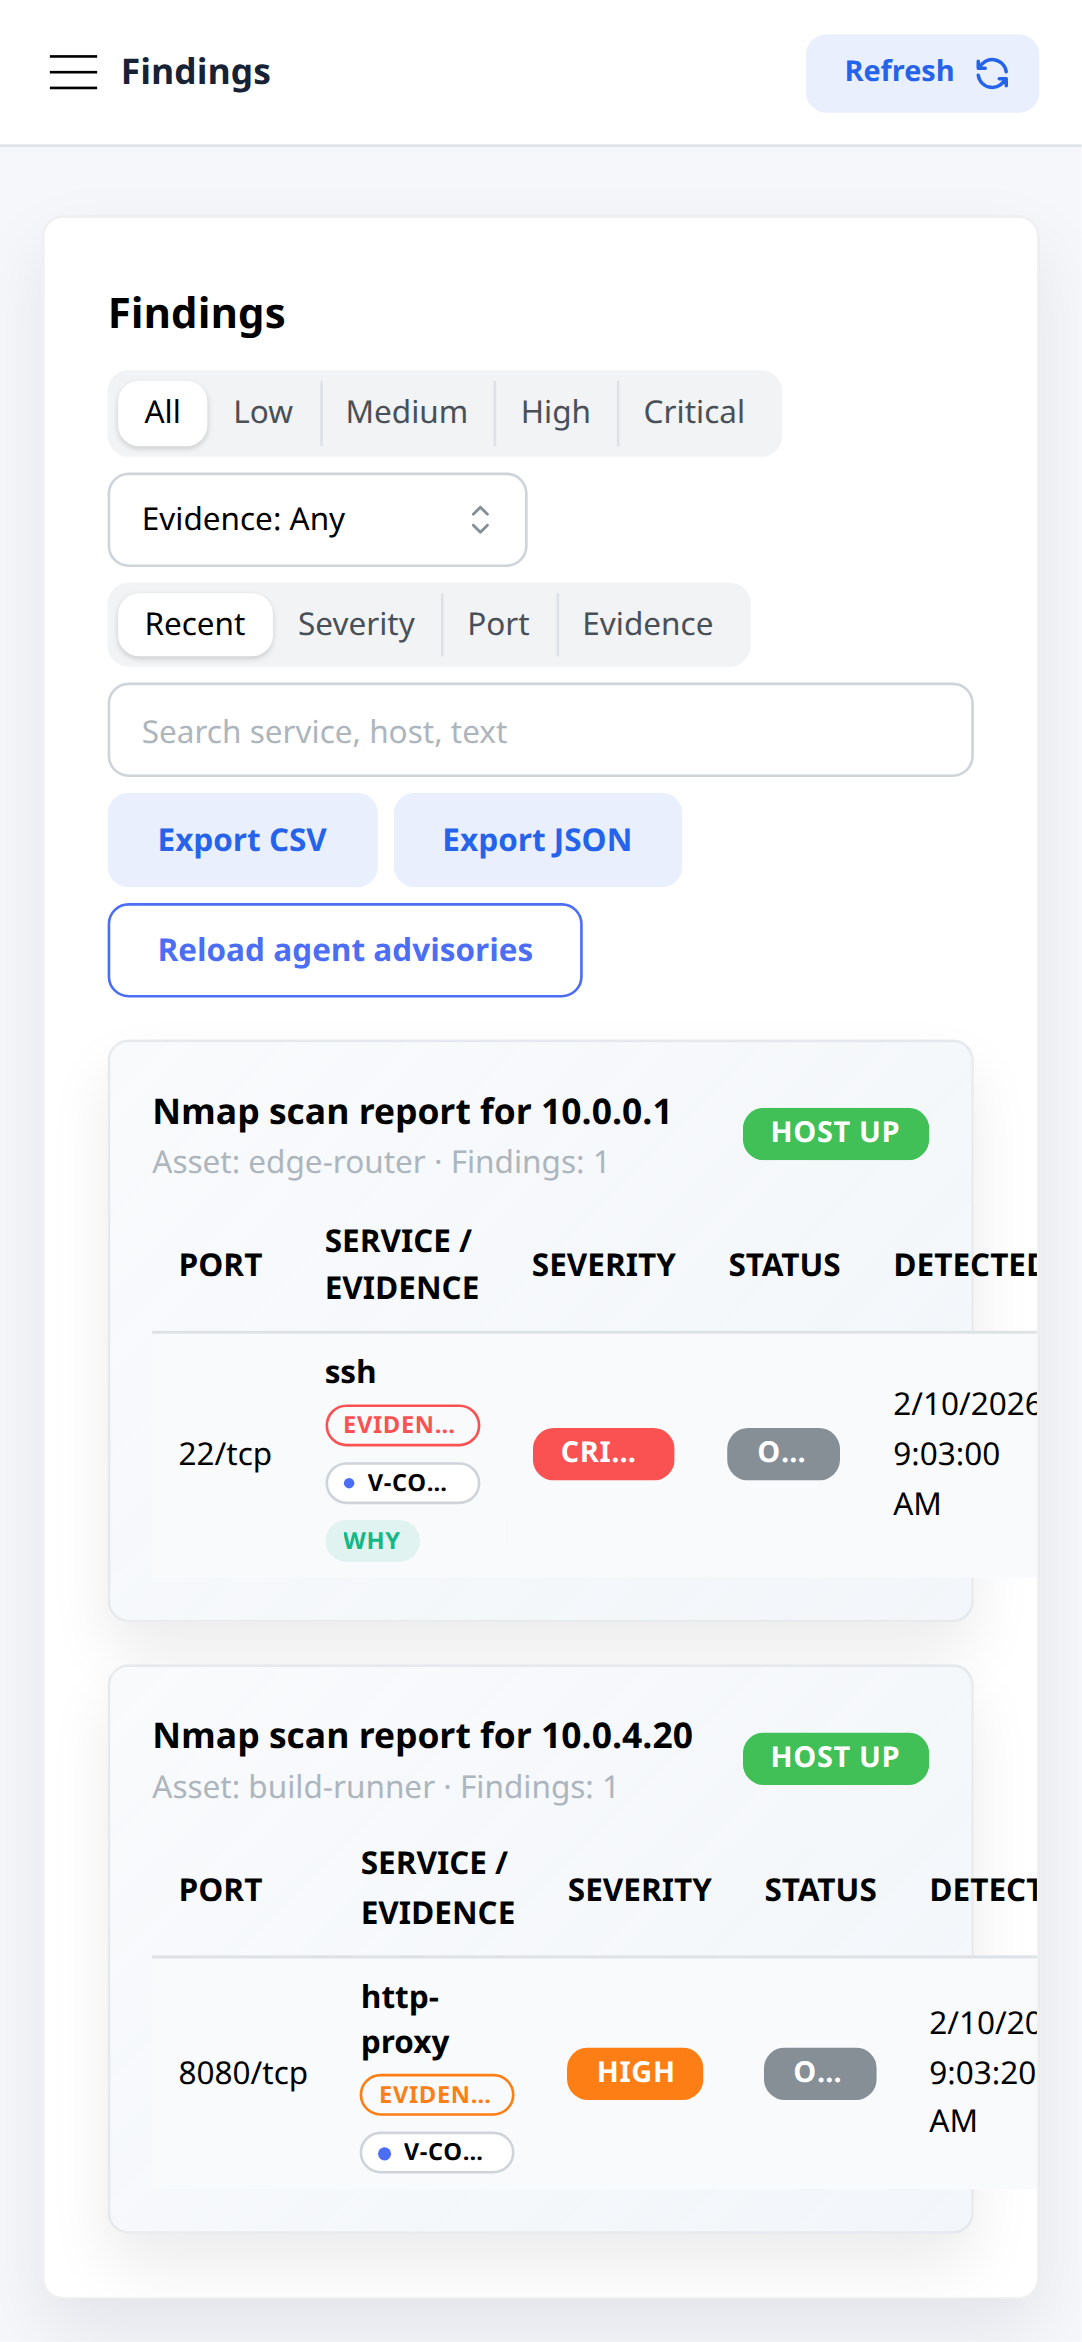 Findings
Refresh
Findings
All Low Medium High Critical
Evidence: Any
Recent Severity Port Evidence
Search service, host, text
Export CSV Export JSON
Reload agent advisories
Nmap scan report for 10.0.0.1
HOST UP
Asset: edge-router · Findings: 1
PORT SERVICE / EVIDENCE SEVERITY STATUS DETECTED
ssh
EVIDEN...
V-CO...
WHY
22/tcp
CRI...
O...
2/10/2026
9:03:00
AM
Nmap scan report for 10.0.4.20
HOST UP
Asset: build-runner · Findings: 1
PORT SERVICE / EVIDENCE SEVERITY STATUS DETECT
http-
proxy
EVIDEN...
V-CO...
8080/tcp
HIGH
O...
2/10/20
9:03:20
AM